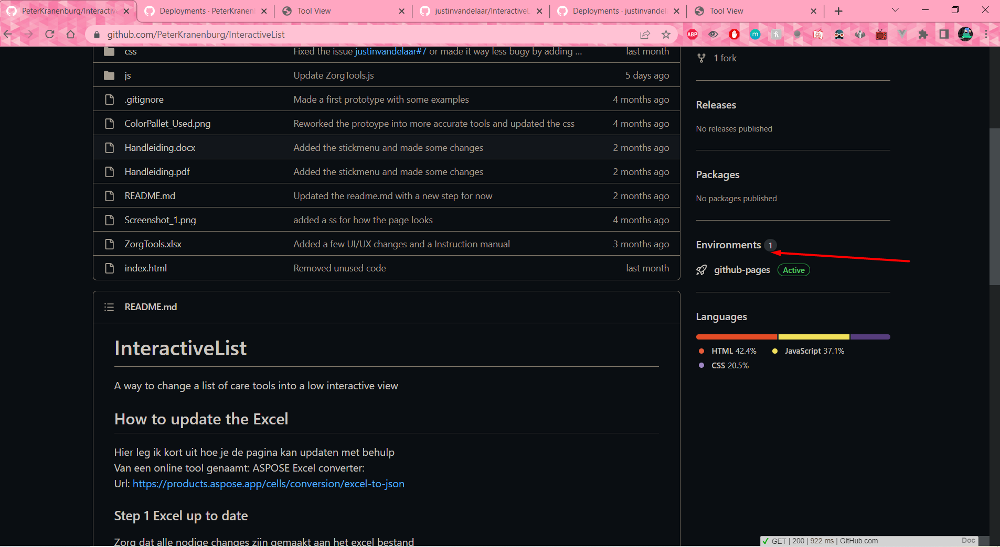 PeterKranenburg/Interactive
Deployments · PeterKranen
Tool View
justinvandelaar/InteractiveL
Deployments · justinvandel
Tool View
github.com/PeterKranenburg/InteractiveList
ABP
m
css Fixed the issue justinvandelaar#7 or made it way less bugy by adding ... last month
js Update ZorgTools.js 5 days ago
.gitignore Made a first prototype with some examples 4 months ago
ColorPallet_Used.png Reworked the protoype into more accurate tools and updated the css 4 months ago
Handleiding.docx Added the stickmenu and made some changes 2 months ago
Handleiding.pdf Added the stickmenu and made some changes 2 months ago
README.md Updated the readme.md with a new step for now 2 months ago
Screenshot_1.png added a ss for how the page looks 4 months ago
ZorgTools.xlsx Added a few UI/UX changes and a Instruction manual 3 months ago
index.html Removed unused code last month
README.md
InteractiveList
A way to change a list of care tools into a low interactive view
How to update the Excel
Hier leg ik kort uit hoe je de pagina kan updaten met behulp
Van een online tool genaamt: ASPOSE Excel converter:
Url: https://products.aspose.app/cells/conversion/excel-to-json
Step 1 Excel up to date
Zorg dat alle nodige changes zijn gemaakt aan het excel bestand
1 fork
Releases
No releases published
Packages
No packages published
Environments 1
github-pages Active
Languages
HTML 42.4% JavaScript 37.1%
CSS 20.5%
GET | 200 | 922 ms | GitHub.com Doc